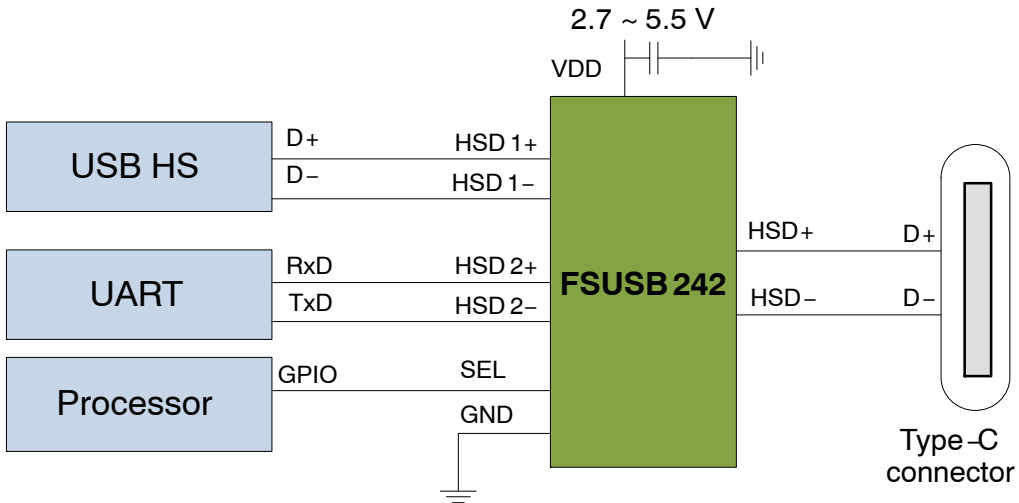 2.7 ~ 5.5 V
VDD
USB HS
D+
D−
HSD 1+
HSD 1−
UART
RxD
TxD
HSD 2+
HSD 2−
Processor
GPIO
SEL
GND
FSUSB 242
HSD+
HSD−
D+
D−
Type−C
connector